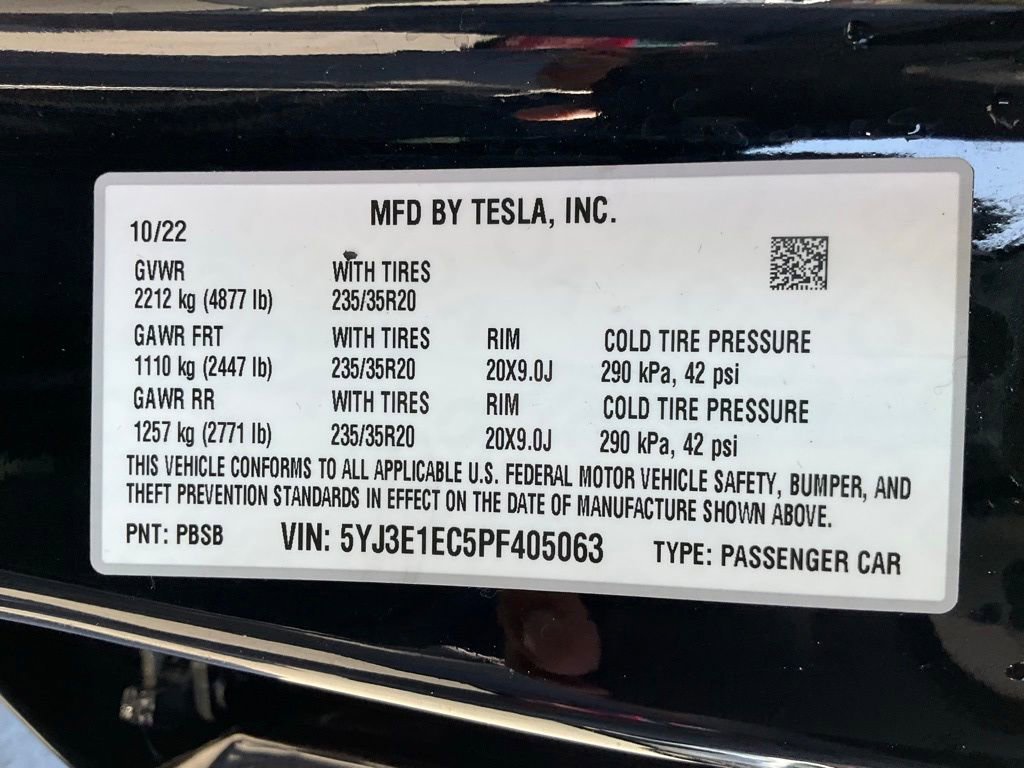 MFD BY TESLA, INC.
10/22
GVWR WITH TIRES
2212 kg (4877 lb) 235/35R20
GAWR FRT WITH TIRES RIM COLD TIRE PRESSURE
1110 kg (2447 lb) 235/35R20 20X9.0J 290 kPa, 42 psi
GAWR RR WITH TIRES RIM COLD TIRE PRESSURE
1257 kg (2771 lb) 235/35R20 20X9.0J 290 kPa, 42 psi
THIS VEHICLE CONFORMS TO ALL APPLICABLE U.S. FEDERAL MOTOR VEHICLE SAFETY, BUMPER, AND
THEFT PREVENTION STANDARDS IN EFFECT ON THE DATE OF MANUFACTURE SHOWN ABOVE.
PNT: PBSB VIN: 5YJ3E1EC5PF405063 TYPE: PASSENGER CAR